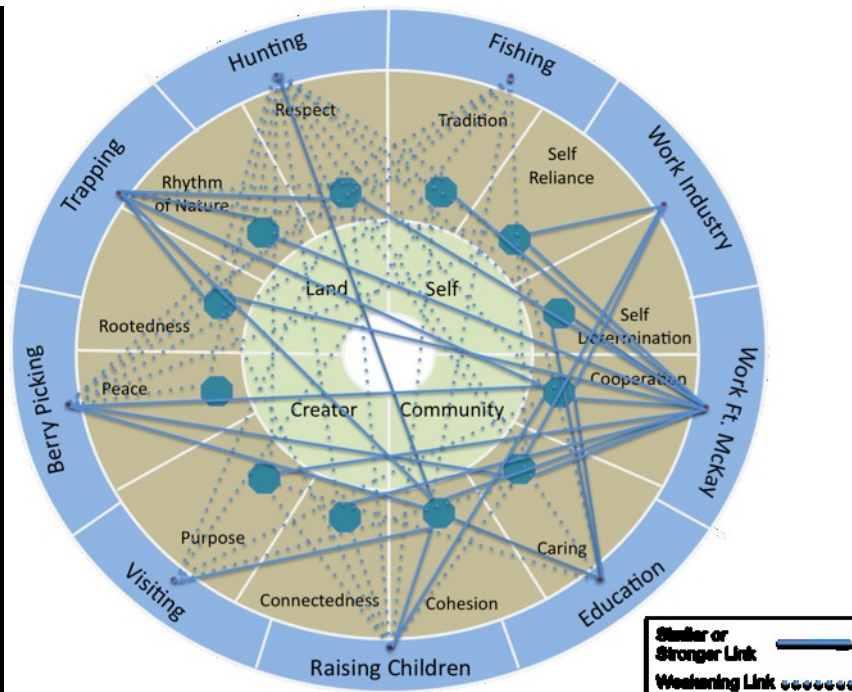 Hunting
Fishing
Work Industry
Work Ft. McKay
Education
Raising Children
Visiting
Berry Picking
Trapping
Respect
Tradition
Self
Reliance
Self
Determination
Cooperation
Caring
Cohesion
Connectedness
Purpose
Peace
Rootedness
Rhythm
of Nature
Land
Self
Creator
Community
Similar or
Stronger Link
Weakening Link